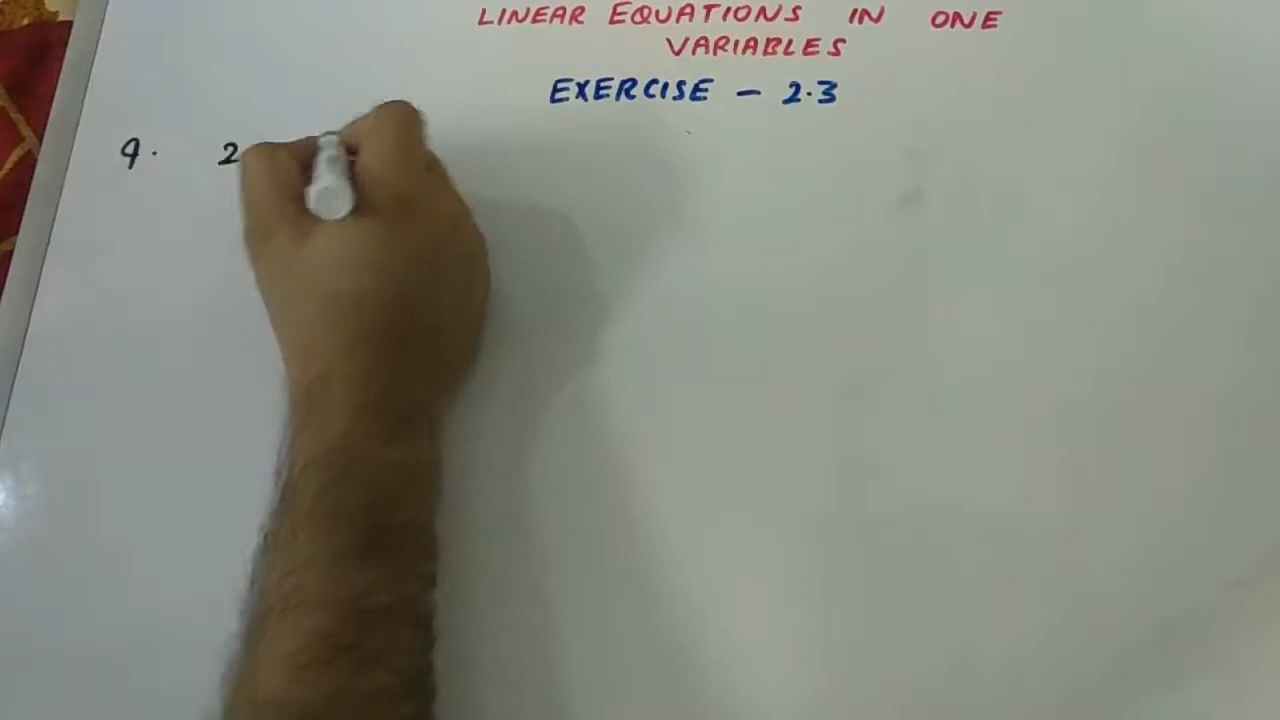 LINEAR EQUATIONS IN ONE
VARIABLES
EXERCISE - 2.3
9. 2